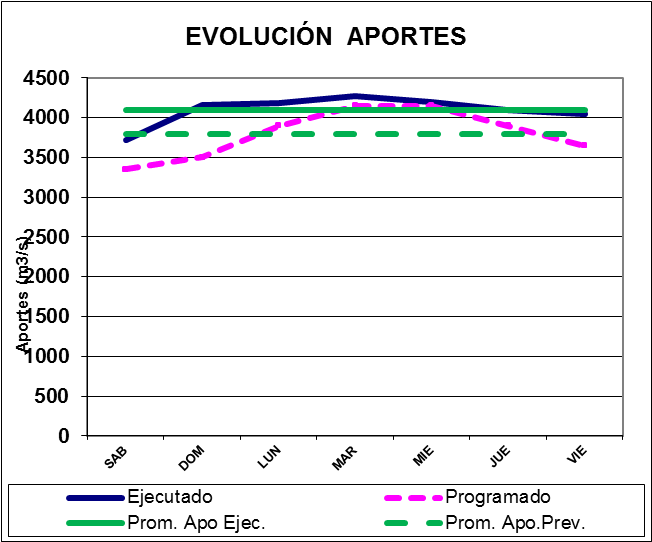 EVOLUCIÓN APORTES
4500
4000
3500
3000
2500
2000
1500
1000
500
0
Aportes (m3/s)
SAB DOM LUN MAR MIE JUE VIE
Ejecutado Programado
Prom. Apo Ejec. Prom. Apo.Prev.